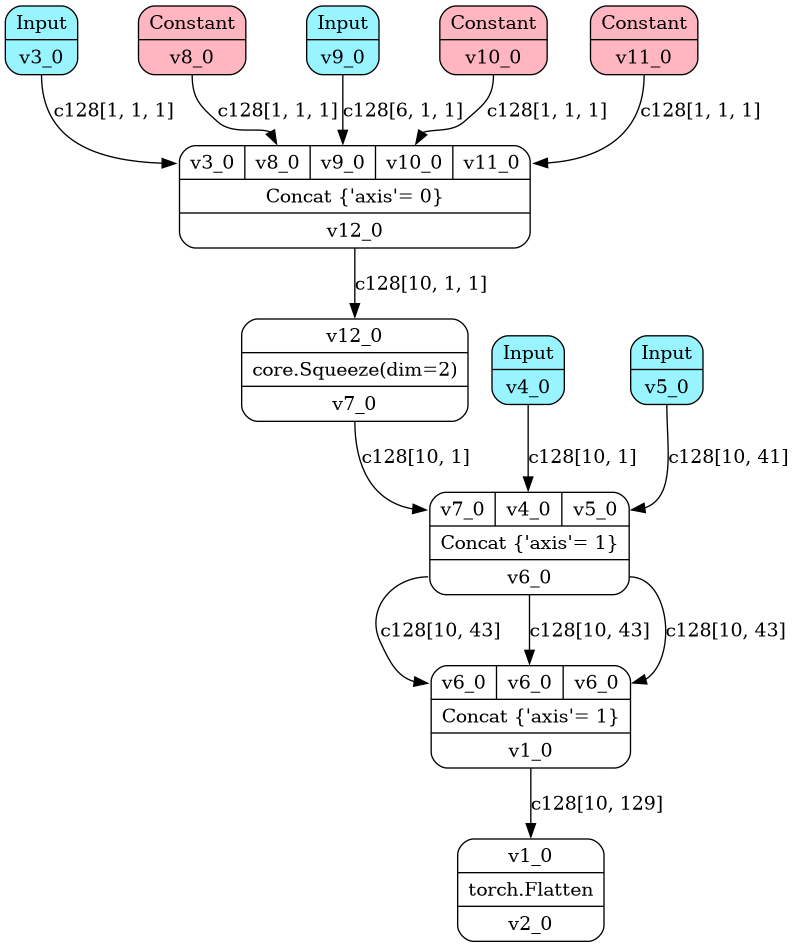 Input
v3_0
Constant
v8_0
Input
v9_0
Constant
v10_0
Constant
v11_0
c128[1, 1, 1]
c128[1, 1, 1]
c128[6, 1, 1]
c128[1, 1, 1]
c128[1, 1, 1]
v3_0 v8_0 v9_0 v10_0 v11_0
Concat {'axis'= 0}
v12_0
c128[10, 1, 1]
v12_0
core.Squeeze(dim=2)
v7_0
Input
v4_0
Input
v5_0
c128[10, 1]
c128[10, 1]
c128[10, 41]
v7_0 v4_0 v5_0
Concat {'axis'= 1}
v6_0
c128[10, 43]
c128[10, 43]
c128[10, 43]
v6_0 v6_0 v6_0
Concat {'axis'= 1}
v1_0
c128[10, 129]
v1_0
torch.Flatten
v2_0